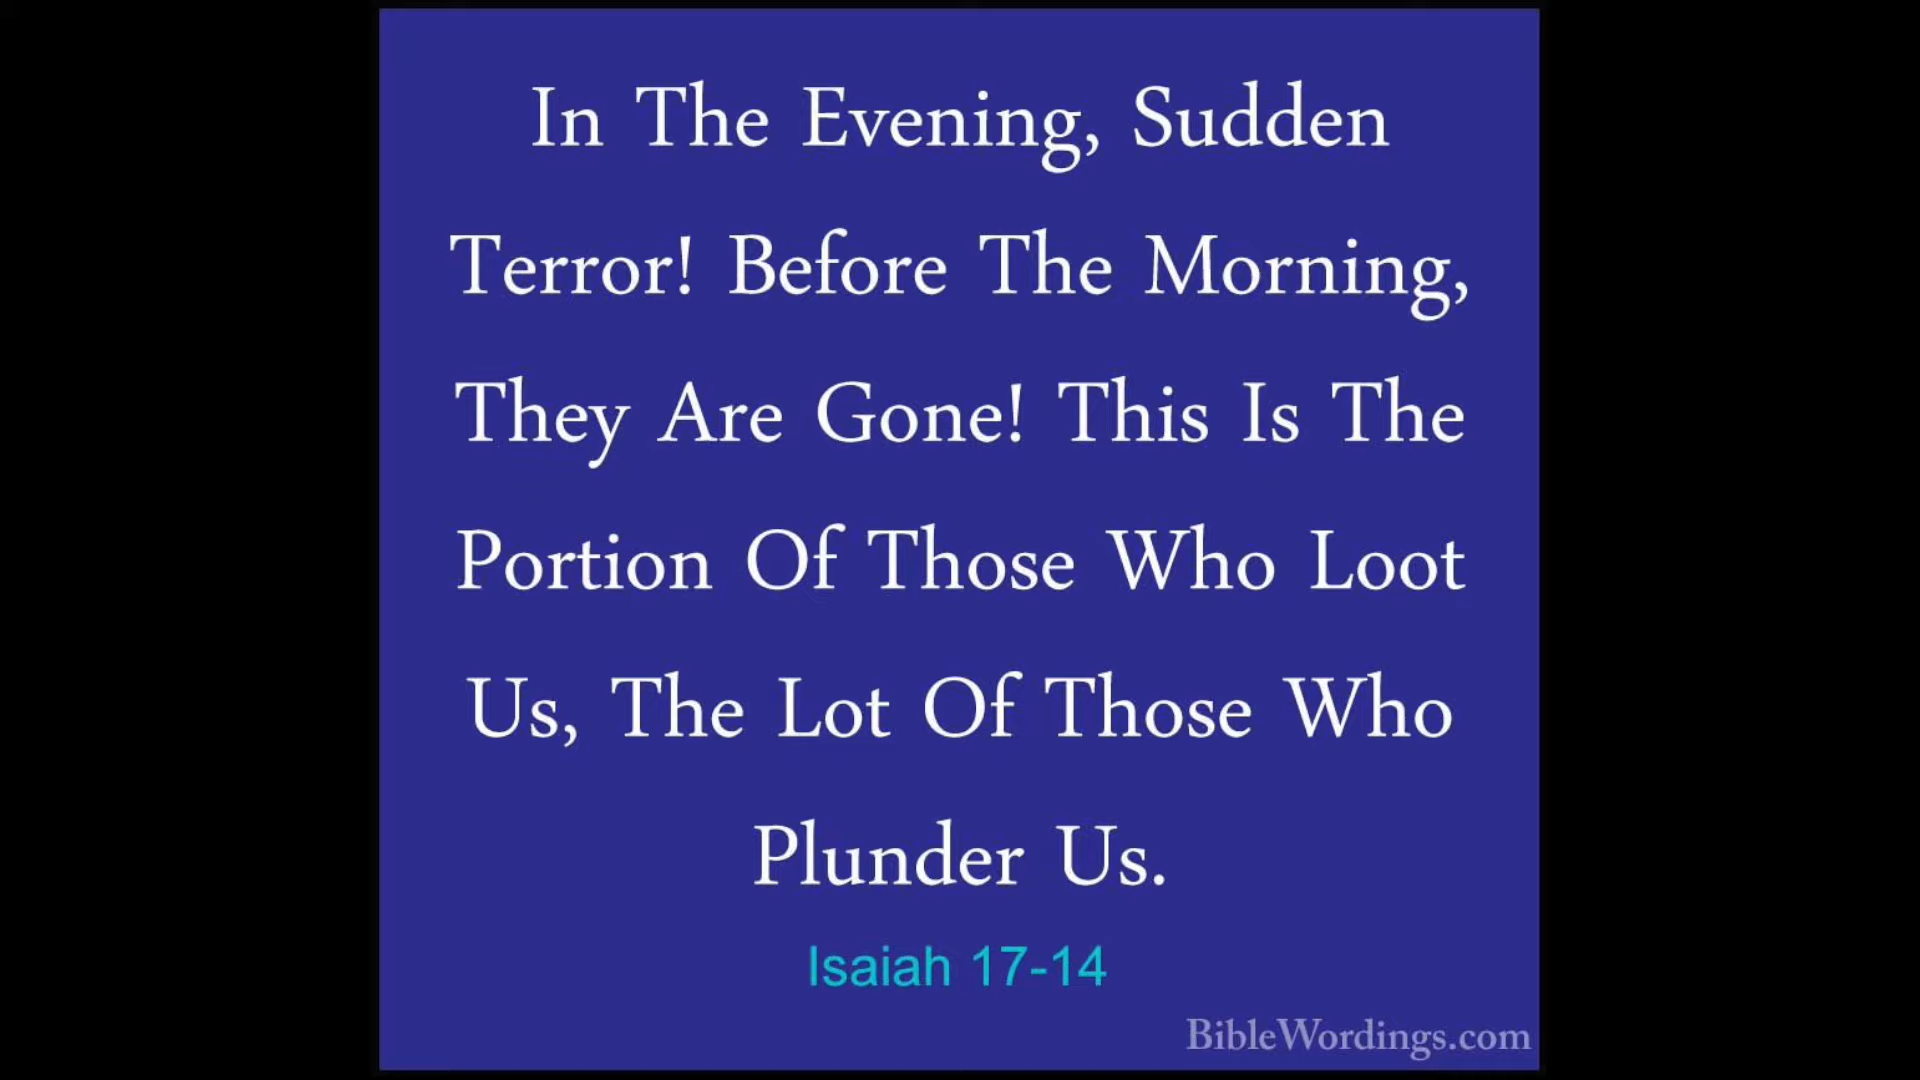 In The Evening, Sudden
Terror! Before The Morning,
They Are Gone! This Is The
Portion Of Those Who Loot
Us, The Lot Of Those Who
Plunder Us.
Isaiah 17-14
BibleWordings.com